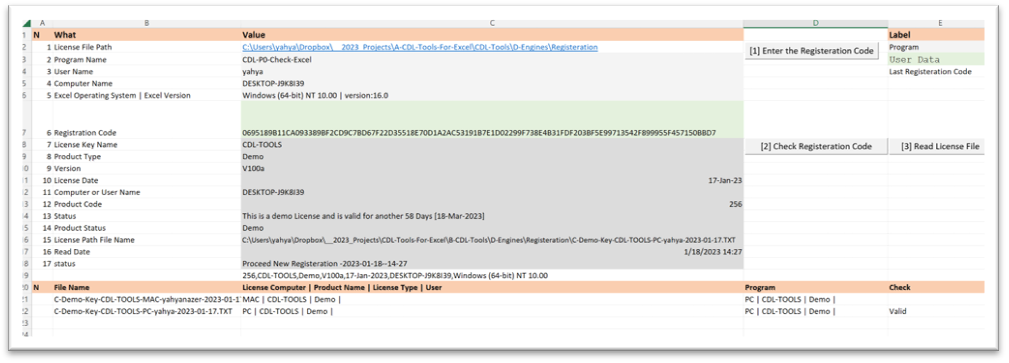 A B C D E
1 N What Value Label
2 1 License File Path C:\Users\yahya\Dropbox\__2023_Projects\A-CDL-Tools-For-Excel\CDL-Tools\D-Engines\Registeration [1] Enter the Registeration Code Program
3 2 Program Name CDL-P0-Check-Excel User Data
4 3 User Name yahya Last Registeration Code
5 4 Computer Name DESKTOP-J9K8I39
6 5 Excel Operating System | Excel Version Windows (64-bit) NT 10.00 | version:16.0
7 6 Registration Code
8 7 License Key Name CDL-TOOLS [2] Check Registeration Code [3] Read License File
9 8 Product Type Demo
10 9 Version V100a
11 10 License Date 17-Jan-23
12 11 Computer or User Name DESKTOP-J9K8I39
13 12 Product Code 256
14 13 Status This is a demo License and is valid for another 58 Days [18-Mar-2023]
15 14 Product Status Demo
16 15 License Path File Name C:\Users\yahya\Dropbox\__2023_Projects\CDL-Tools-For-Excel\B-CDL-Tools\D-Engines\Registeration\C-Demo-Key-CDL-TOOLS-PC-yahya-2023-01-17.TXT
17 16 Read Date 1/18/2023 14:27
18 17 status Proceed New Registeration -2023-01-18--14-27
19 256,CDL-TOOLS,Demo,V100a,17-Jan-2023,DESKTOP-J9K8I39,Windows (64-bit) NT 10.00
20 N File Name License Computer | Product Name | License Type | User Program Check
21 C-Demo-Key-CDL-TOOLS-MAC-yahyanazer-2023-01-1 MAC | CDL-TOOLS | Demo | PC | CDL-TOOLS | Demo |
22 C-Demo-Key-CDL-TOOLS-PC-yahya-2023-01-17.TXT PC | CDL-TOOLS | Demo | PC | CDL-TOOLS | Demo | Valid
23
24